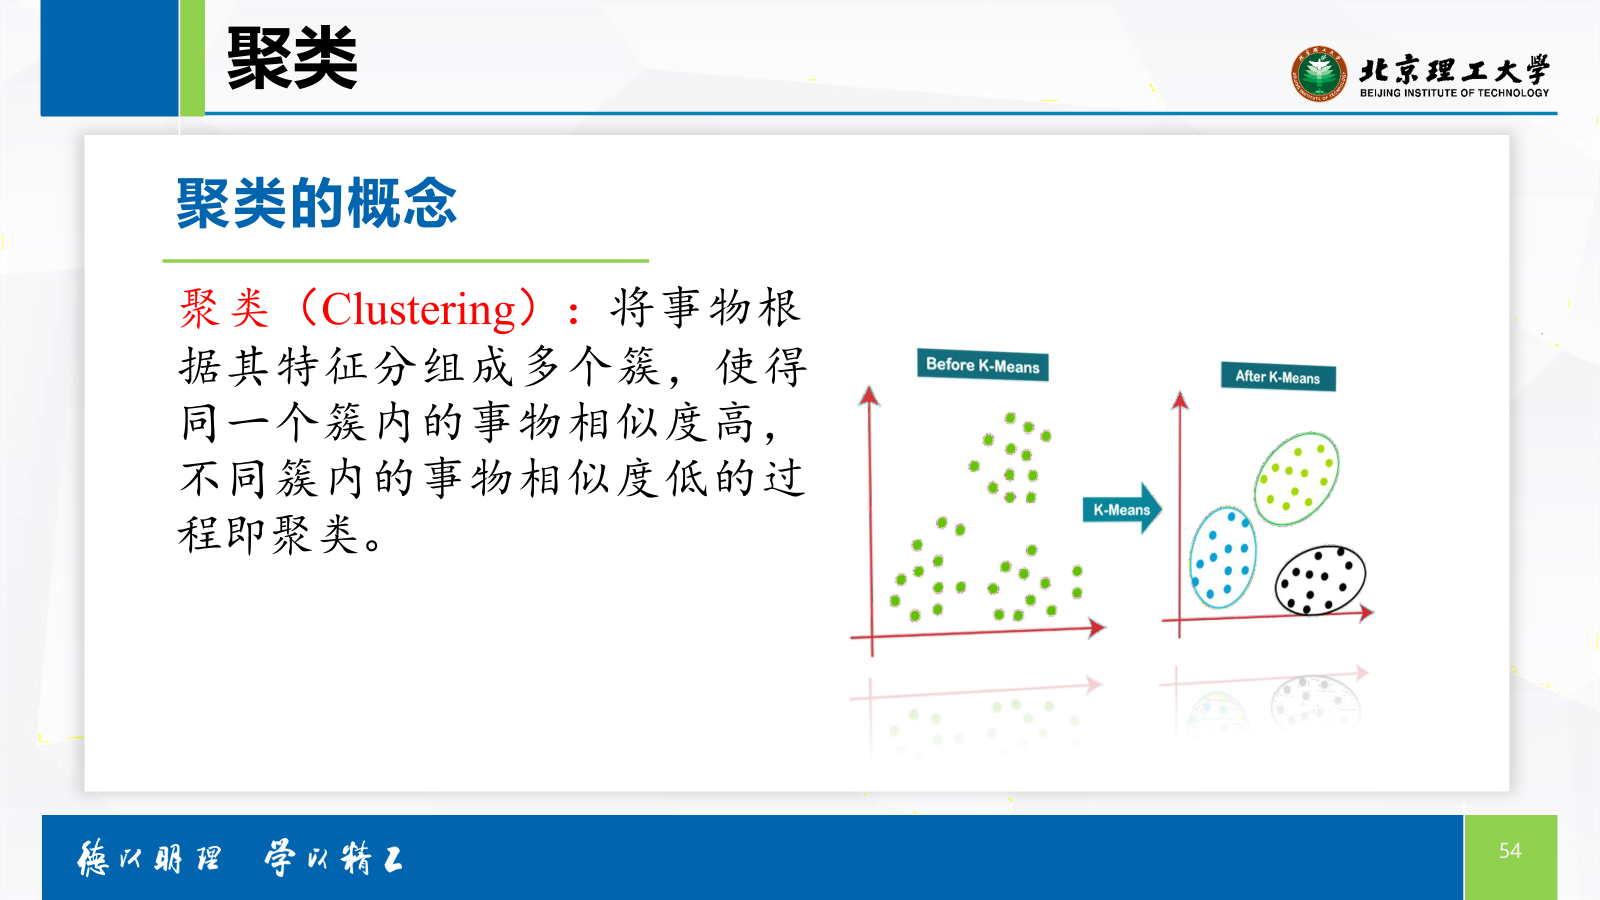 聚类
北京理工大学
BEIJING INSTITUTE OF TECHNOLOGY
聚类的概念
聚类（Clustering）：将事物根
据其特征分组成多个簇，使得
同一个簇内的事物相似度高，
不同簇内的事物相似度低的过
程即聚类。
Before K-Means
K-Means
After K-Means
德以明理 学以精工
54